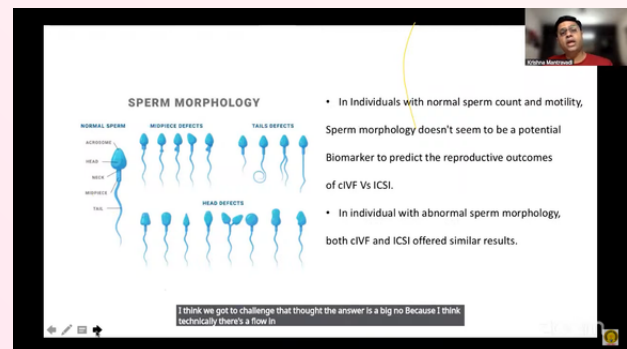 Krishna Mantravadi
SPERM MORPHOLOGY
NORMAL SPERM
MIDPIECE DEFECTS
TAILS DEFECTS
ACROSOME
HEAD
NECK
MIDPIECE
TAIL
HEAD DEFECTS
• In Individuals with normal sperm count and motility,
Sperm morphology doesn't seem to be a potential
Biomarker to predict the reproductive outcomes
of cIVF Vs ICSI.
• In individual with abnormal sperm morphology,
both cIVF and ICSI offered similar results.
I think we got to challenge that thought the answer is a big no Because I think
technically there's a flow in